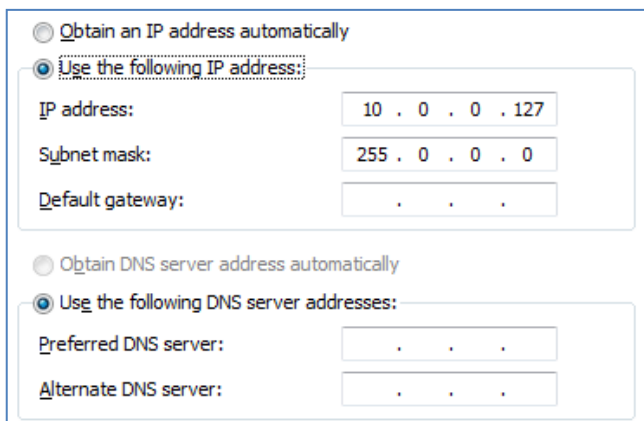 Obtain an IP address automatically
Use the following IP address:
IP address: 10 . 0 . 0 . 127
Subnet mask: 255 . 0 . 0 . 0
Default gateway: . . .
Obtain DNS server address automatically
Use the following DNS server addresses:
Preferred DNS server: . . .
Alternate DNS server: . . .